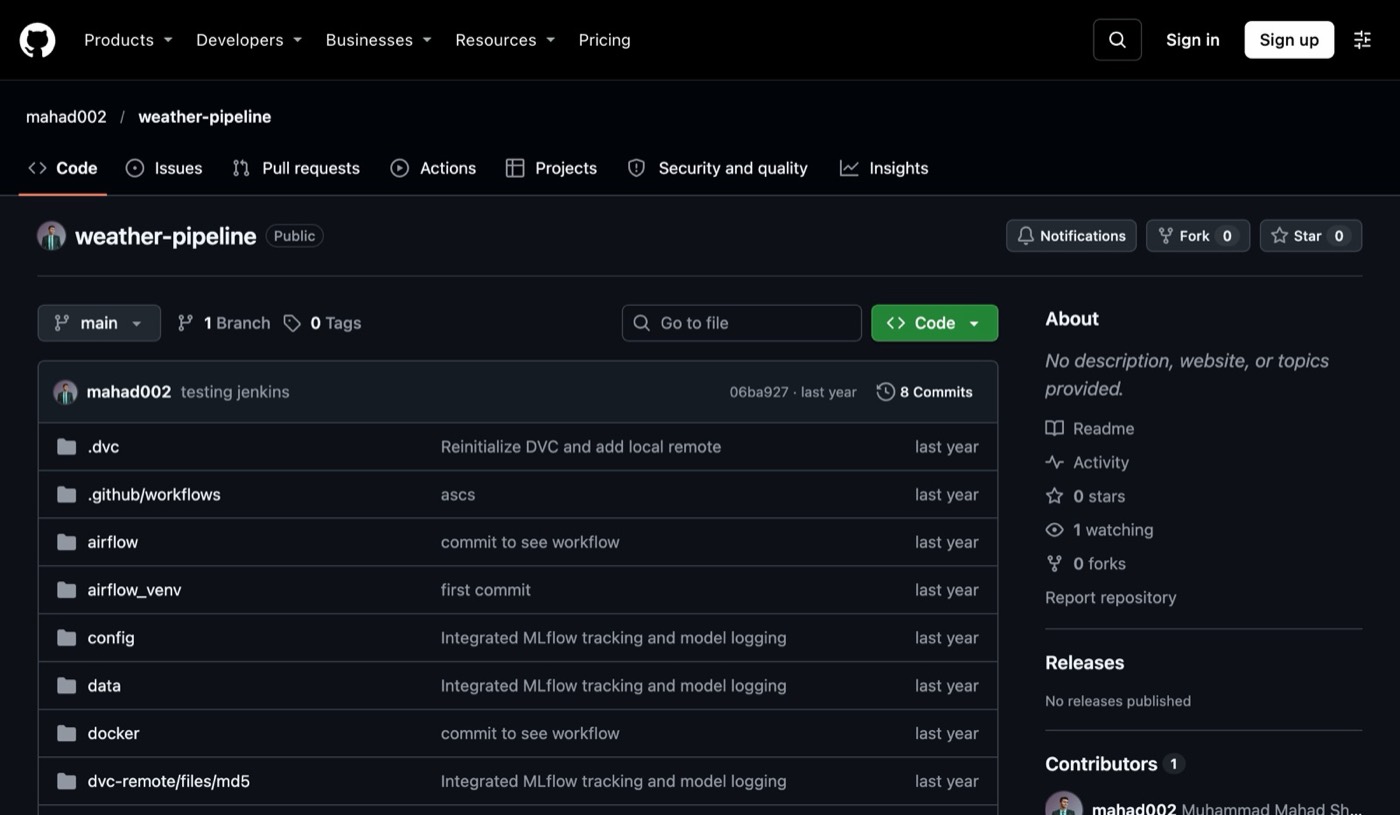 Products Developers Businesses Resources Pricing Sign in Sign up
mahad002 / weather-pipeline
Code Issues Pull requests Actions Projects Security and quality Insights
weather-pipeline Public Notifications Fork 0 Star 0
main 1 Branch 0 Tags Go to file Code
mahad002 testing jenkins 06ba927 · last year 8 Commits
.dvc Reinitialize DVC and add local remote last year
.github/workflows ascs last year
airflow commit to see workflow last year
airflow_venv first commit last year
config Integrated MLflow tracking and model logging last year
data Integrated MLflow tracking and model logging last year
docker commit to see workflow last year
dvc-remote/files/md5 Integrated MLflow tracking and model logging last year
About
No description, website, or topics
provided.
Readme
Activity
0 stars
1 watching
0 forks
Report repository
Releases
No releases published
Contributors 1
mahad002 Muhammad Mahad Sh...